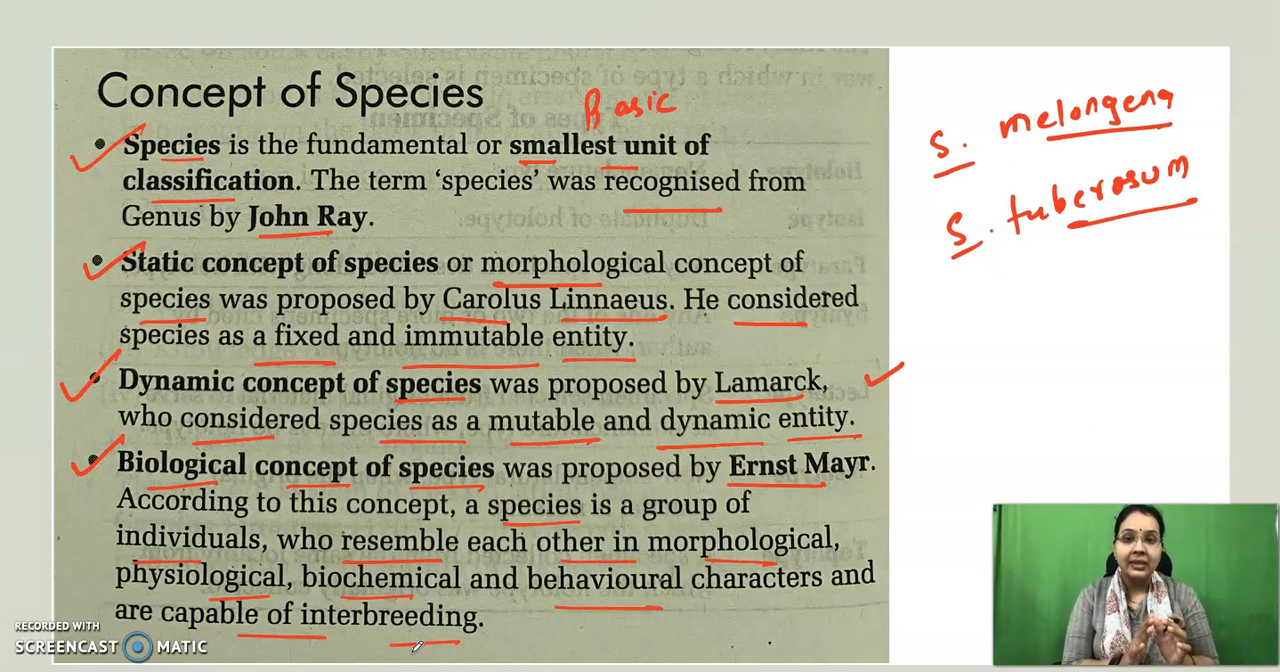 Concept of Species
Basic
• Species is the fundamental or smallest unit of
classification. The term ‘species’ was recognised from
Genus by John Ray.
• Static concept of species or morphological concept of
species was proposed by Carolus Linnaeus. He considered
species as a fixed and immutable entity.
• Dynamic concept of species was proposed by Lamarck,
who considered species as a mutable and dynamic entity.
• Biological concept of species was proposed by Ernst Mayr.
According to this concept, a species is a group of
individuals, who resemble each other in morphological,
physiological, biochemical and behavioural characters and
are capable of interbreeding.
S. melongena
S. tuberosum
RECORDED WITH
SCREENCAST MATIC